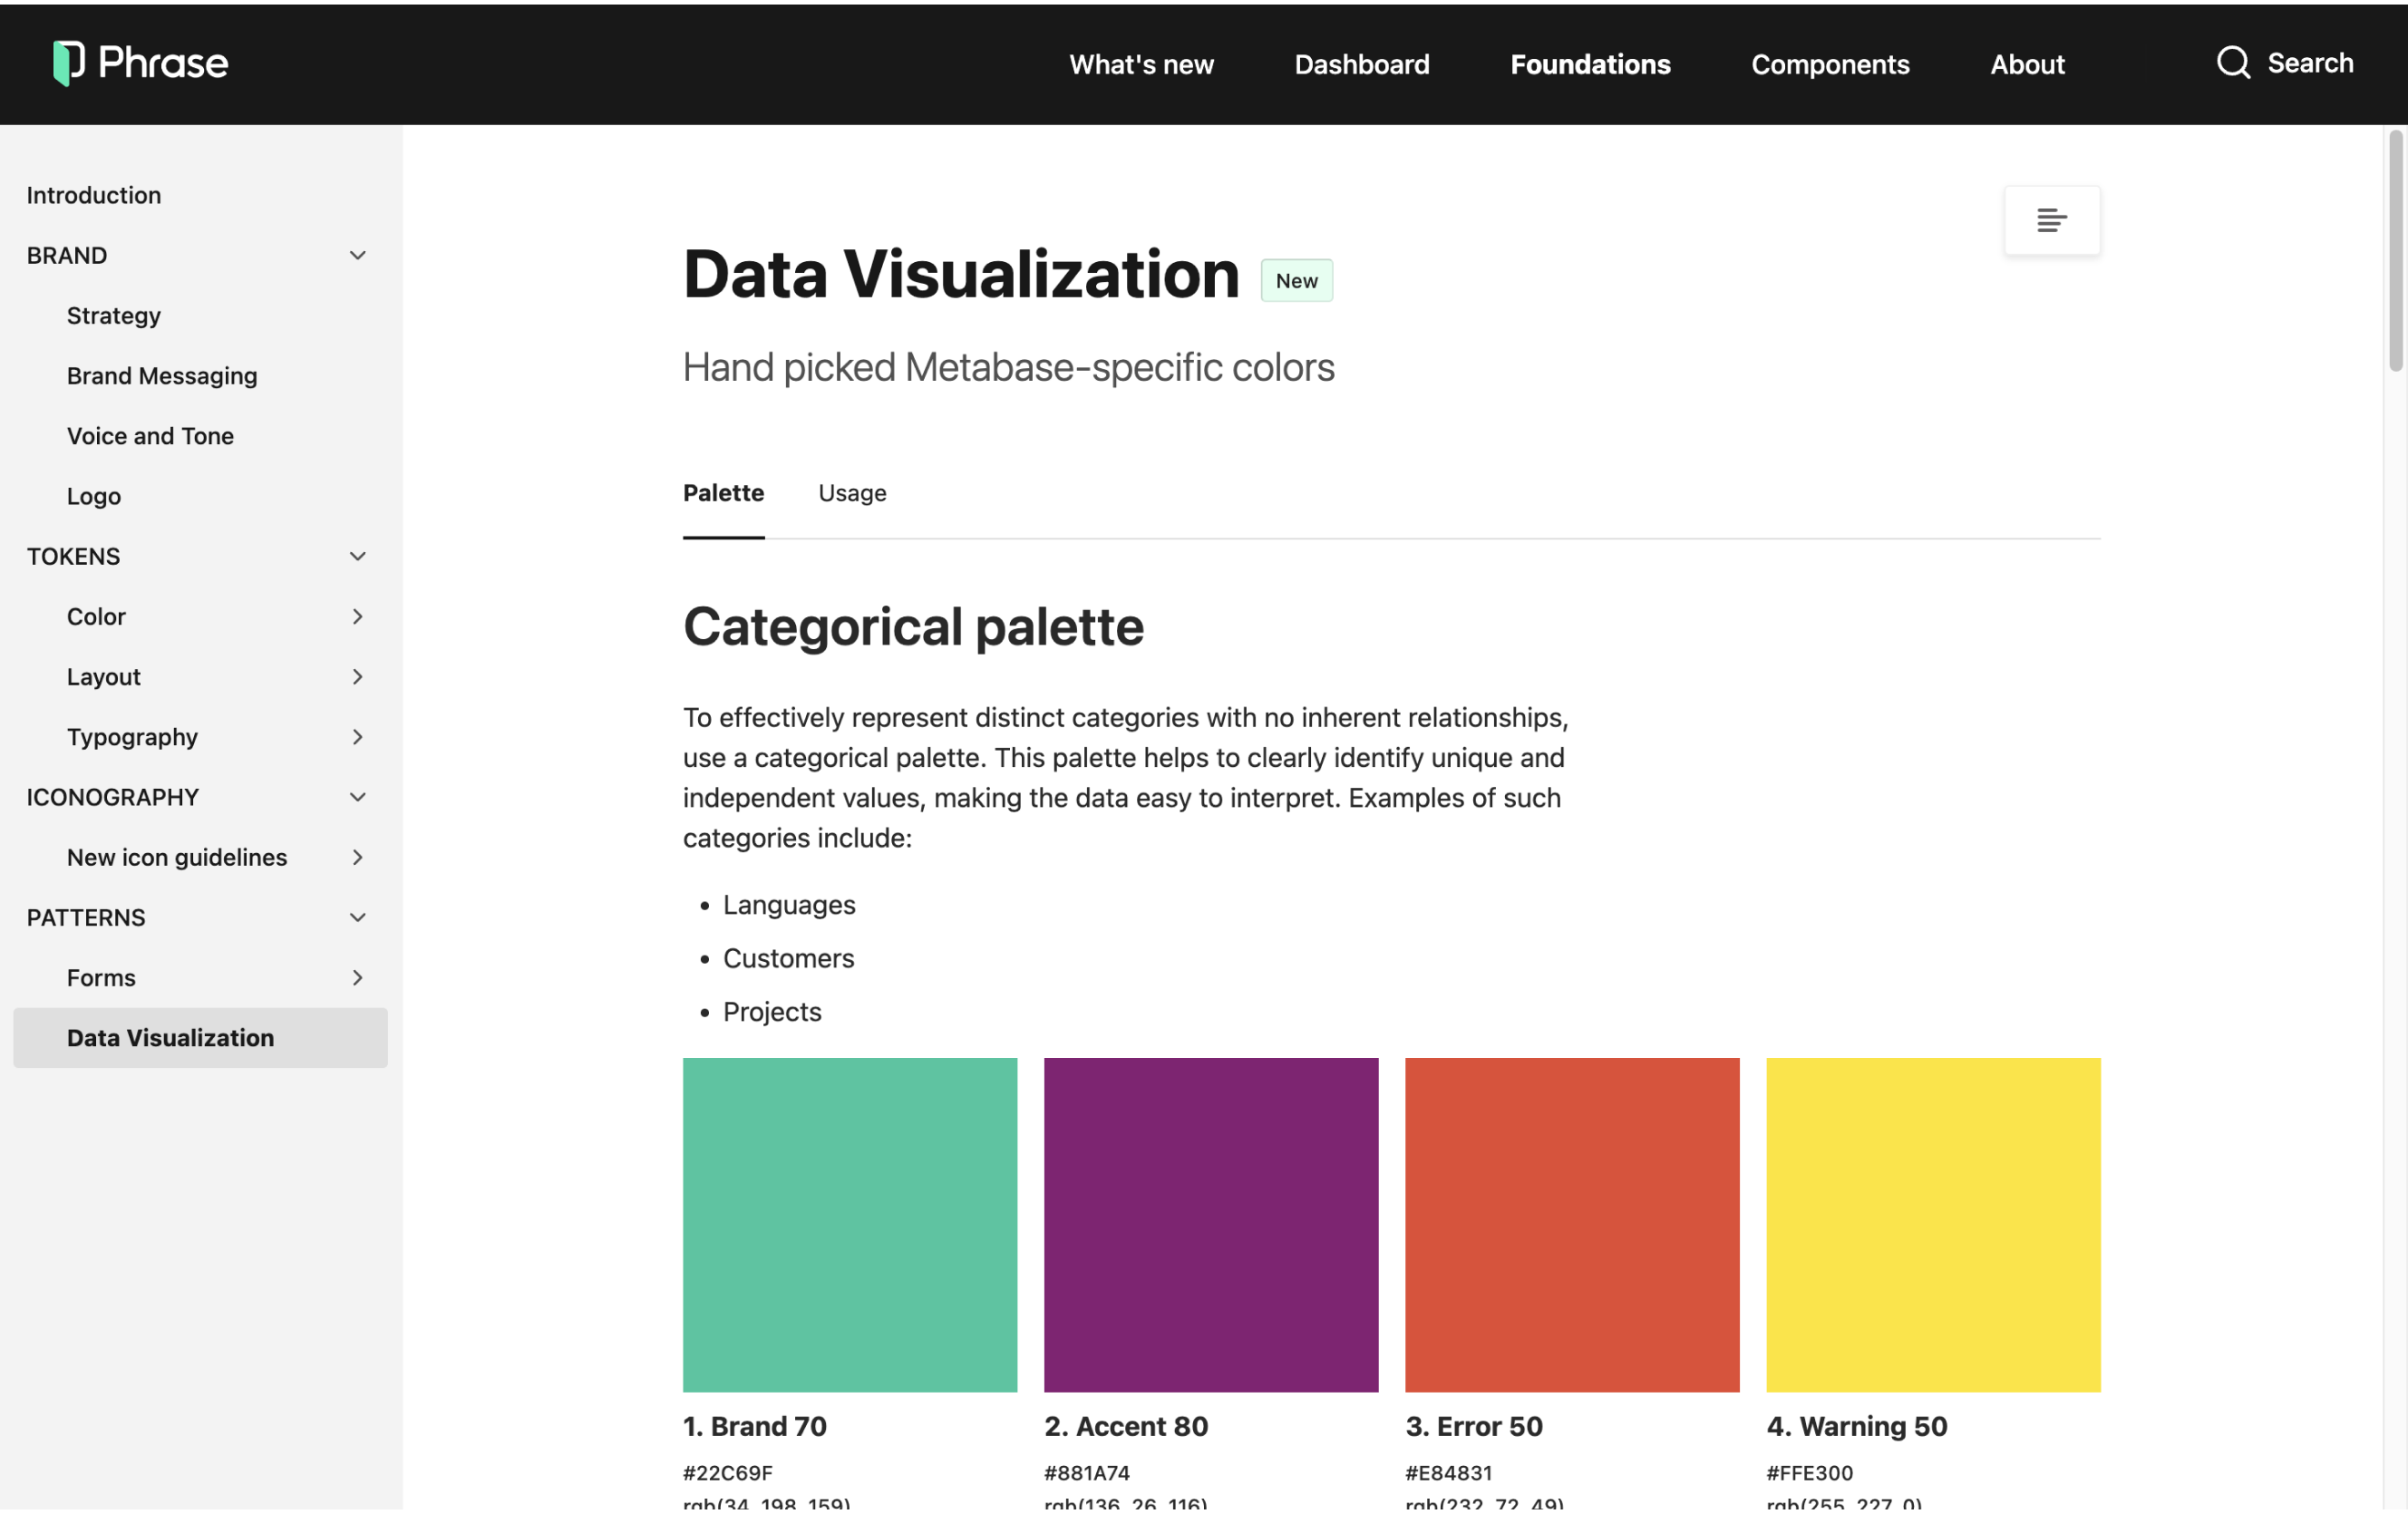 Phrase
What's new
Dashboard
Foundations
Components
About
Search
Introduction
BRAND
Strategy
Brand Messaging
Voice and Tone
Logo
TOKENS
Color
Layout
Typography
ICONOGRAPHY
New icon guidelines
PATTERNS
Forms
Data Visualization
Data Visualization New
Hand picked Metabase-specific colors
Palette
Usage
Categorical palette
To effectively represent distinct categories with no inherent relationships,
use a categorical palette. This palette helps to clearly identify unique and
independent values, making the data easy to interpret. Examples of such
categories include:
• Languages
• Customers
• Projects
1. Brand 70
#22C69F
rgb(34, 198, 159)
2. Accent 80
#881A74
rgb(136, 26, 116)
3. Error 50
#E84831
rgb(232, 72, 49)
4. Warning 50
#FFE300
rgb(255, 227, 0)